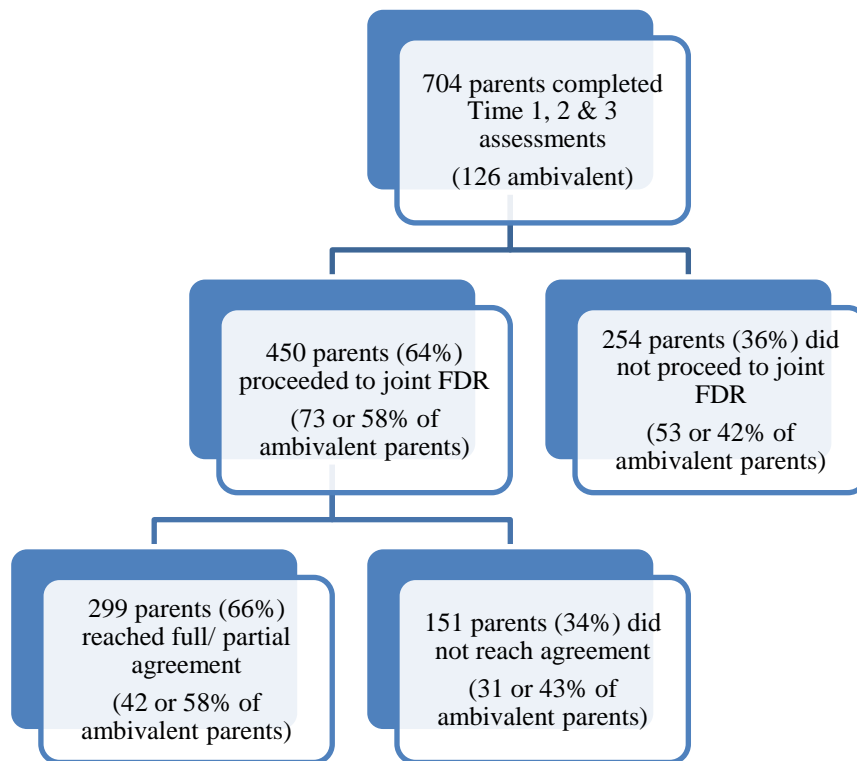 704 parents completed
Time 1, 2 & 3
assessments
(126 ambivalent)
450 parents (64%)
proceeded to joint FDR
(73 or 58% of
ambivalent parents)
254 parents (36%) did
not proceed to joint
FDR
(53 or 42% of
ambivalent parents)
299 parents (66%)
reached full/ partial
agreement
(42 or 58% of
ambivalent parents)
151 parents (34%) did
not reach agreement
(31 or 43% of
ambivalent parents)